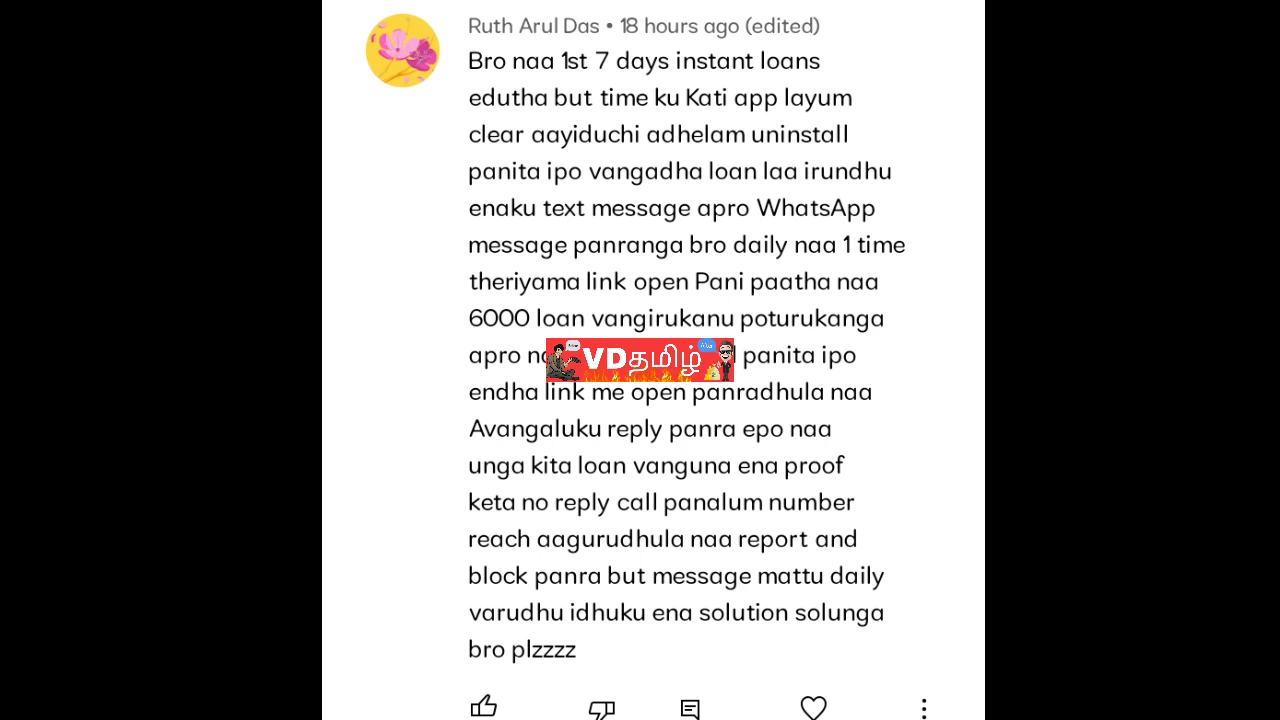 Ruth Arul Das • 18 hours ago (edited)
Bro naa 1st 7 days instant loans
edutha but time ku Kati app layum
clear aayiduchi adhelam uninstall
panita ipo vangadha loan laa irundhu
enaku text message apro WhatsApp
message panranga bro daily naa 1 time
theriyama link open Pani paatha naa
6000 loan vangirukanu poturukanga
apro panita ipo
VDதமிழ்
endha link me open panradhula naa
Avangaluku reply panra epo naa
unga kita loan vanguna ena proof
keta no reply call panalum number
reach aagurudhula naa report and
block panra but message mattu daily
varudhu idhuku ena solution solunga
bro plzzzz